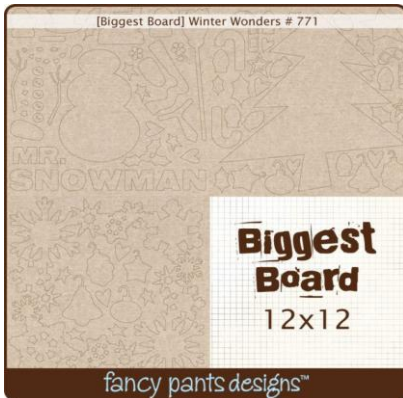 [Biggest Board] Winter Wonders # 771
MR.
SNOWMAN
Biggest
Board
12x12
fancy pants designs™